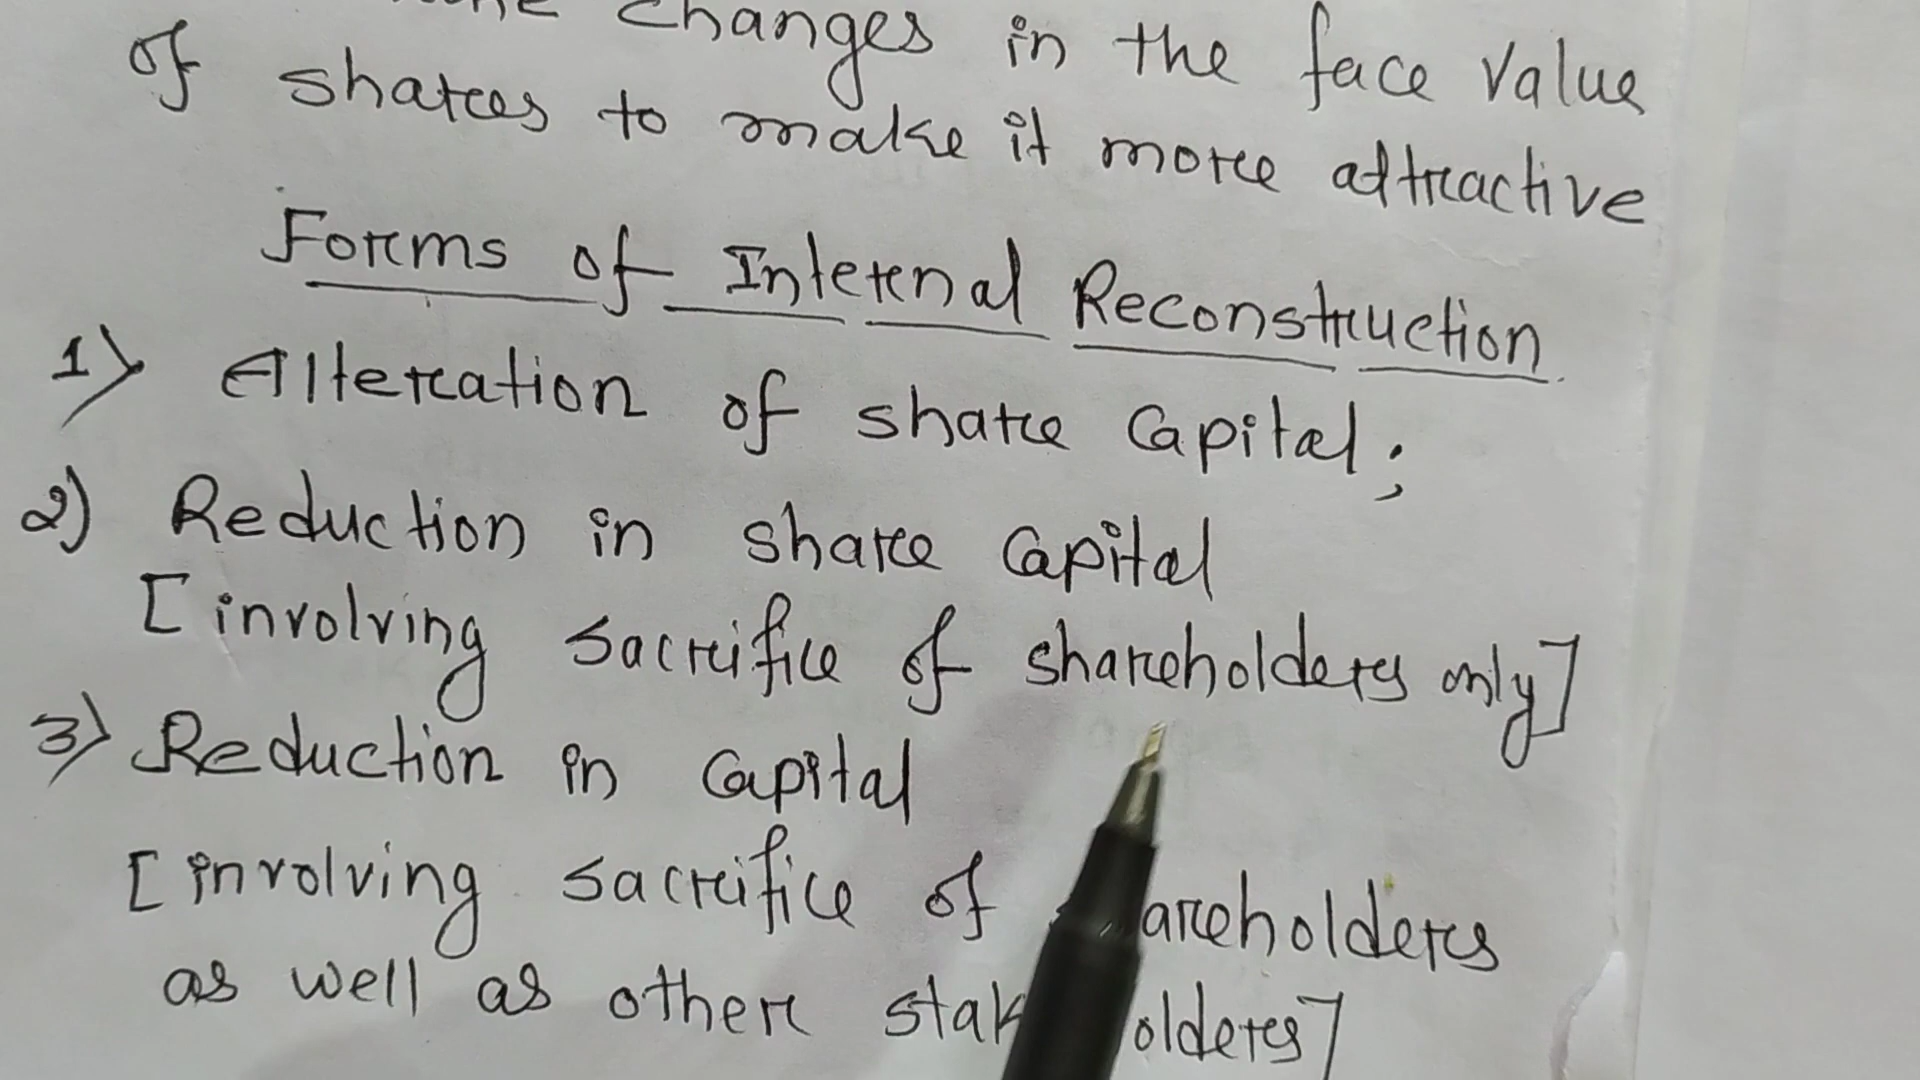 changes in the face value
of shares to make it more attractive
Forms of Internal Reconstruction
1) Alteration of share Capital;
2) Reduction in share Capital
[involving sacrifice of shareholders only]
3) Reduction in Capital
[involving sacrifice of areholders
as well as other stak olders]